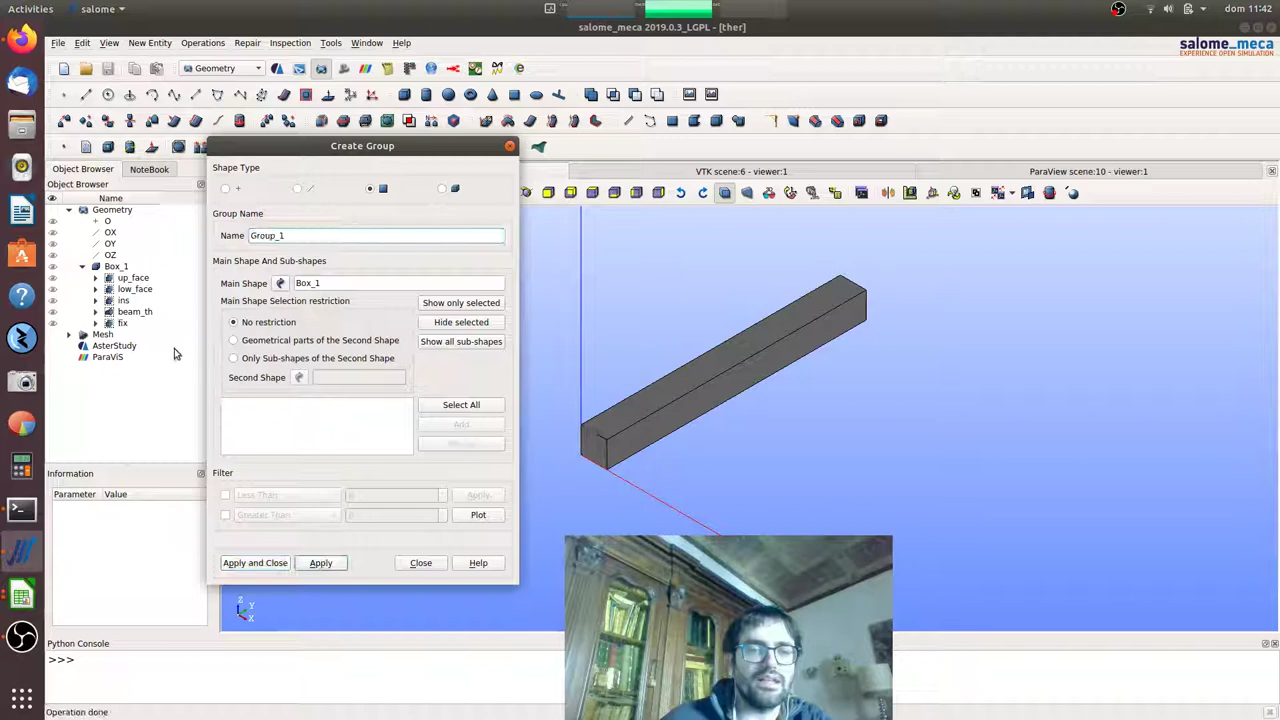 Activities
salome
dom 11:42
salome_meca 2019.0.3_LGPL - [ther]
File Edit View New Entity Operations Repair Inspection Tools Window Help
salome_meca
EXPERIENCE OPEN SIMULATION
Geometry
Create Group
Object Browser
NoteBook
VTK scene:6 - viewer:1
ParaView scene:10 - viewer:1
Object Browser
Name
Geometry
O
OX
OY
OZ
Box_1
up_face
low_face
ins
beam_th
fix
Mesh
AsterStudy
ParaViS
Shape Type
Group Name
Name Group_1
Main Shape And Sub-shapes
Main Shape Box_1
Main Shape Selection restriction
Show only selected
No restriction
Hide selected
Geometrical parts of the Second Shape
Show all sub-shapes
Only Sub-shapes of the Second Shape
Second Shape
Select All
Add
Filter
Less Than 0 Apply
Greater Than 0 Plot
Apply and Close Apply Close Help
Information
Parameter Value
Z
Y
X
Python Console
>>>
Operation done